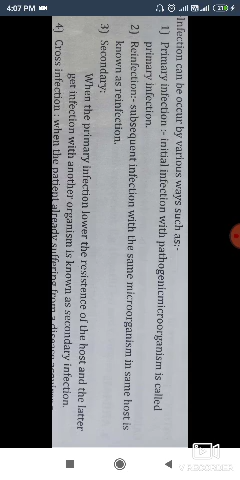 4:07 PM
Infection can be occur by various ways such as:-
1) Primary infection :- initial infection with pathogenicmicroorganism is called
primary infection.
2) Reinfection:- subsequent infection with the same microorganism in same host is
known as reinfection.
3) Secondary:
When the primary infection lower the resistence of the host and the latter
get infection with another organism is known as secondary infection.
4) Cross infection : when the patient already suffering from a disease
V RECORDER